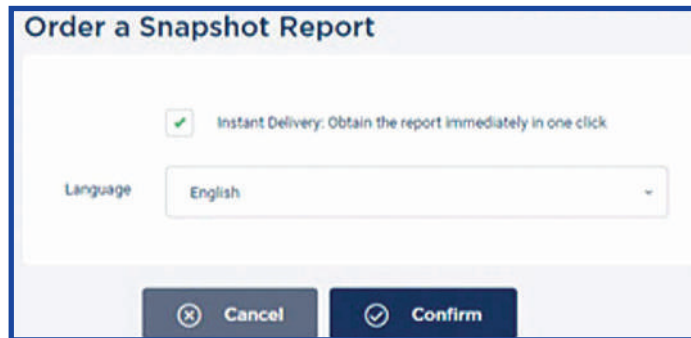 Order a Snapshot Report
Instant Delivery: Obtain the report immediately in one click
Language English
Cancel Confirm